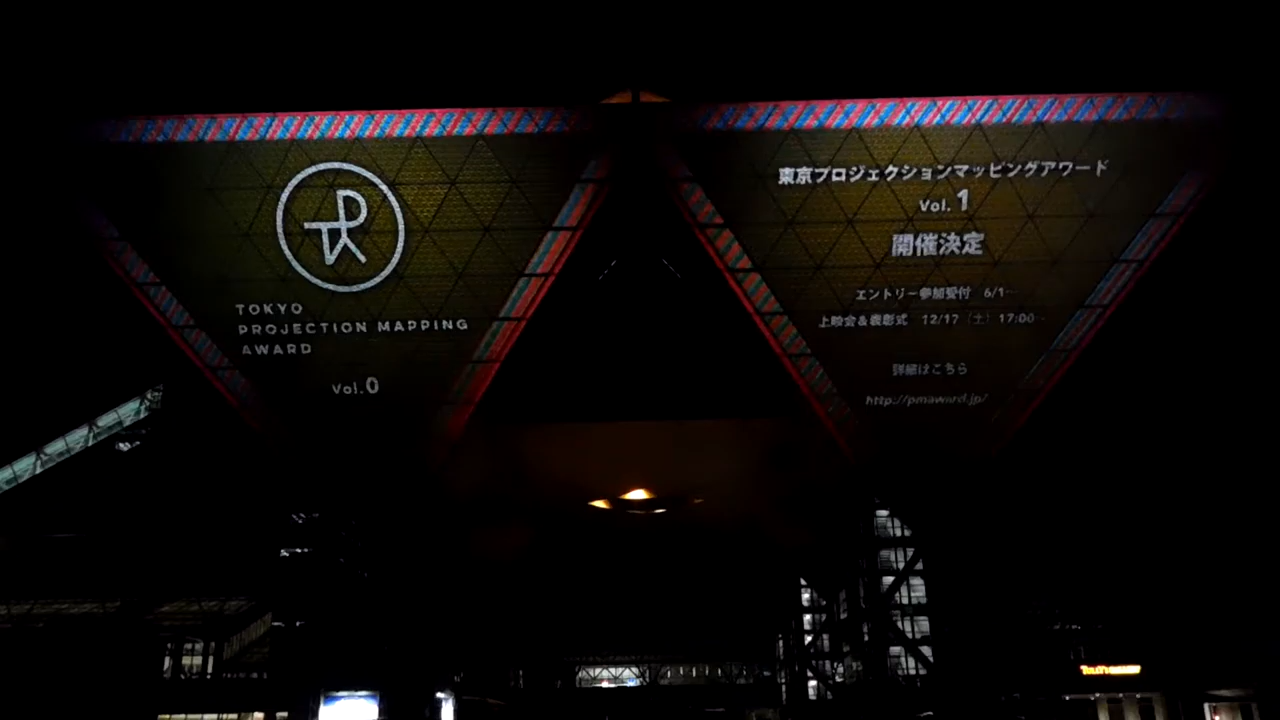 TOKYO
PROJECTION MAPPING
AWARD
Vol.0
東京プロジェクションマッピングアワード
Vol.1
開催決定
エントリー参加受付 6/1~
上映会&表彰式 12/17(土)17:00~
詳細はこちら
http://pmaward.jp/